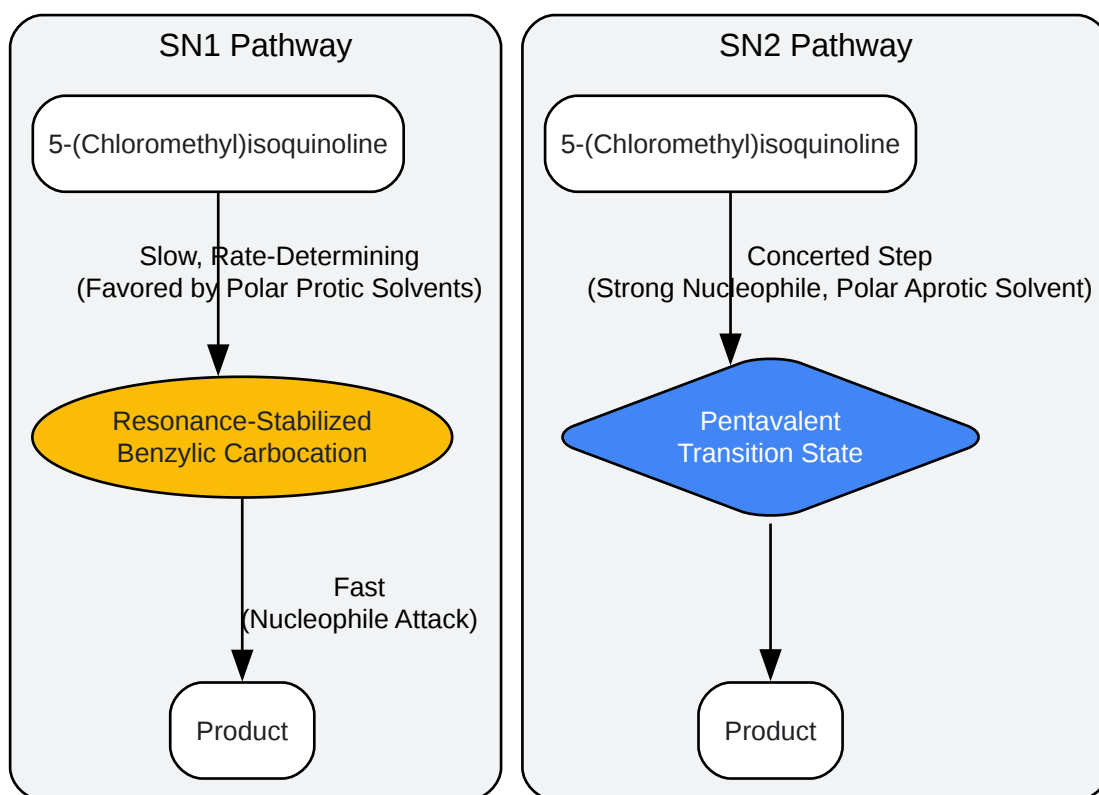 SN1 Pathway
5-(Chloromethyl)isoquinoline
Slow, Rate-Determining
(Favored by Polar Protic Solvents)
Resonance-Stabilized
Benzylic Carbocation
Fast
(Nucleophile Attack)
Product
SN2 Pathway
5-(Chloromethyl)isoquinoline
Concerted Step
(Strong Nucleophile, Polar Aprotic Solvent)
Pentavalent
Transition State
Product